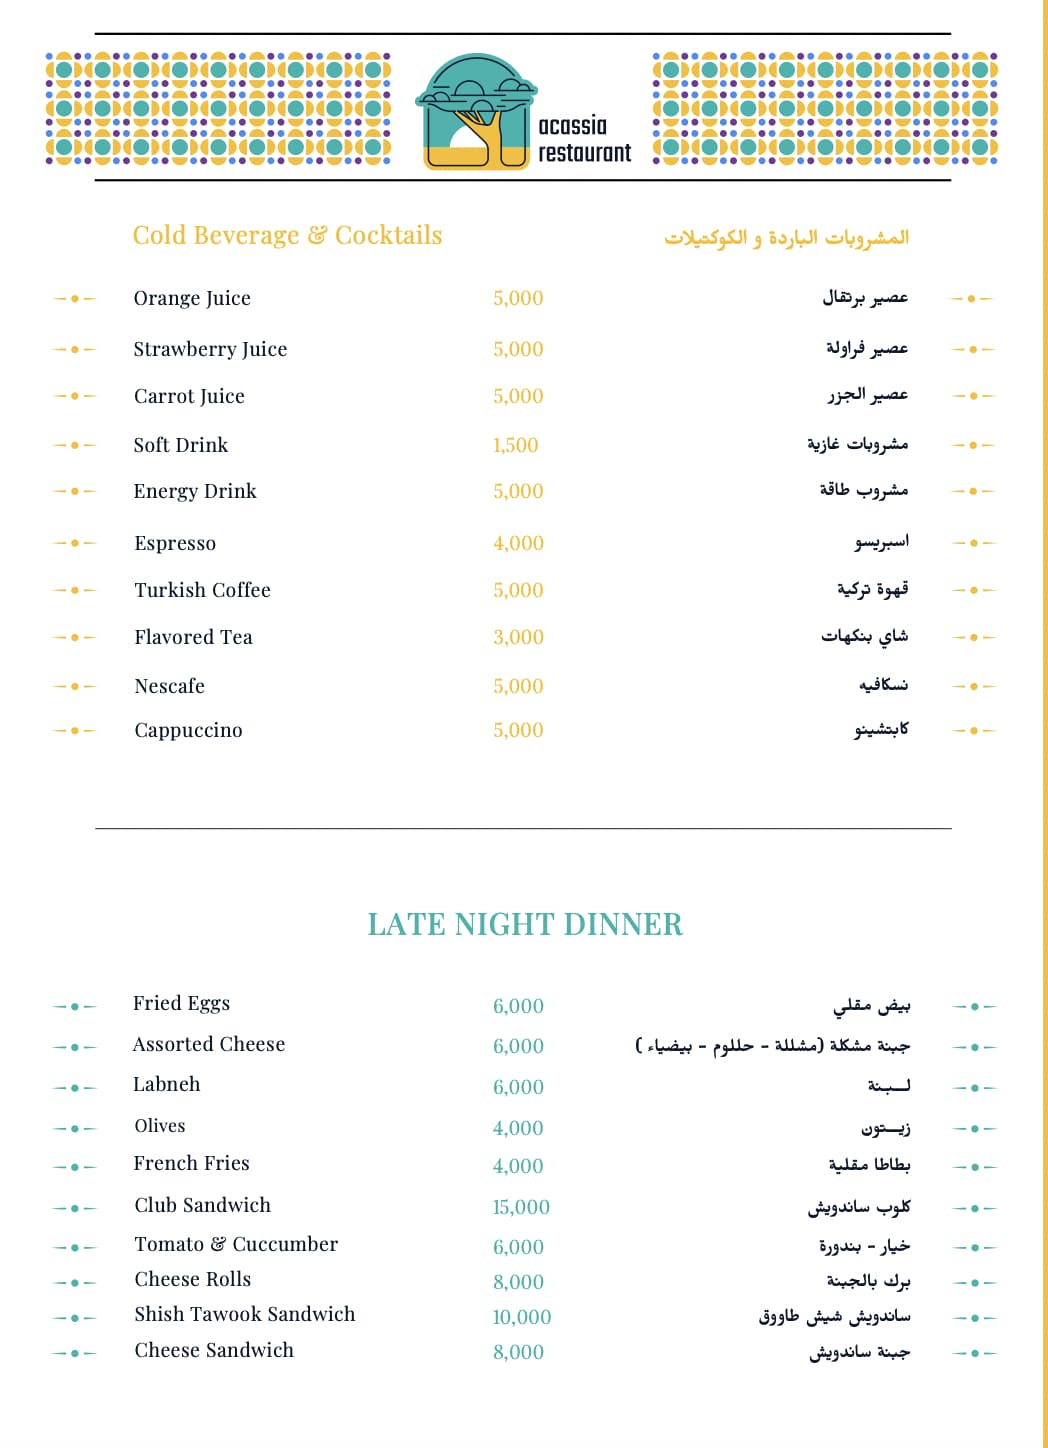 acassia
restaurant
Cold Beverage & Cocktails المشروبات الباردة و الكوكتيلات
Orange Juice 5,000 عصير برتقال
Strawberry Juice 5,000 عصير فراولة
Carrot Juice 5,000 عصير الجزر
Soft Drink 1,500 مشروبات غازية
Energy Drink 5,000 مشروب طاقة
Espresso 4,000 اسبريسو
Turkish Coffee 5,000 قهوة تركية
Flavored Tea 3,000 شاي بنكهات
Nescafe 5,000 نسكافيه
Cappuccino 5,000 كابتشينو
LATE NIGHT DINNER
Fried Eggs 6,000 بيض مقلي
Assorted Cheese 6,000 جبنة مشكلة (مشللة - حللوم - بيضياء )
Labneh 6,000 لـــبـنة
Olives 4,000 زيــتون
French Fries 4,000 بطاطا مقلية
Club Sandwich 15,000 كلوب ساندويش
Tomato & Cuccumber 6,000 خيار - بندورة
Cheese Rolls 8,000 برك بالجبنة
Shish Tawook Sandwich 10,000 ساندويش شيش طاووق
Cheese Sandwich 8,000 جبنة ساندويش